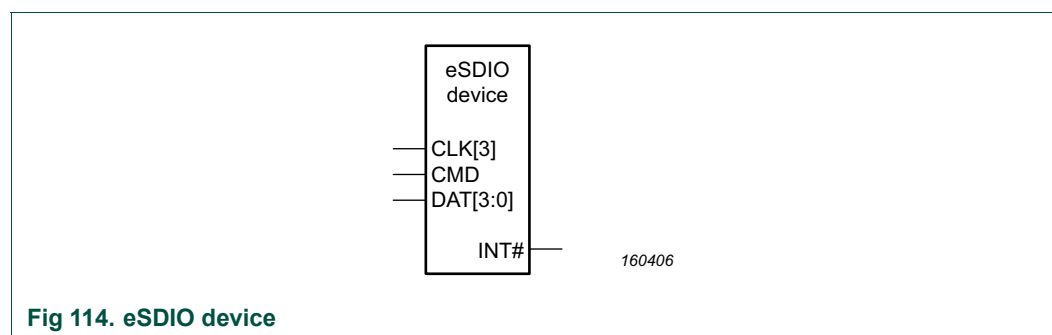 eSDIO
device
CLK[3]
CMD
DAT[3:0]
INT#
160406
Fig 114. eSDIO device